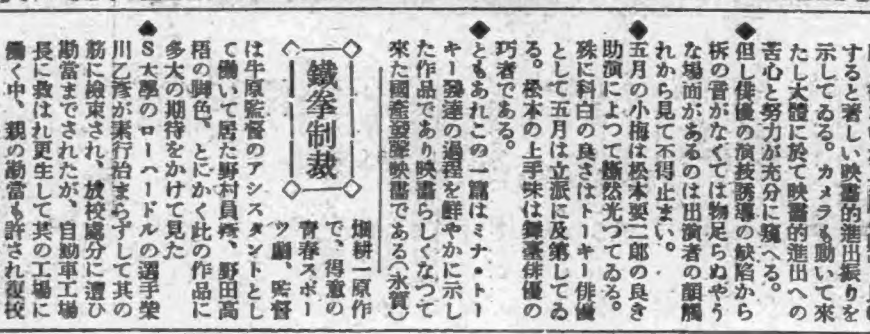 すると著しい映畫的進出振りを
示してゐる。カメラも動いて來
たし大體に於て映畫的進出への
苦心と努力が充分に窺へる。
◆但し俳優の演技誘導の缺陷から
柝の音がなくては物足らぬやう
な場面があるのは出演者の顔觸
れから見て不得止まい。
◆五月の小梅は松本要二郎の良き
助演によつて斷然光つてゐる。
殊に科白の良さはトーキー俳優
として五月は立派に及第してゐ
る。松本の上手味は舞臺俳優の
巧者である。
◆ともあれこの一篇はミナ・トー
キー發達の過程を鮮やかに示し
た作品であり映畫らしくなつて
來た國產發聲映畫である(永賀)
鐵拳制裁
畑耕一原作
で、得意の
靑春スポー
ツ劇、監督
は牛原監督のアシスタントとし
て働いて居た野村員彥、野田高
梧の脚色、とにかく此の作品に
多大の期待をかけて見た
◆S大學のローハードルの選手榮
川乙彥が素行治まらずして其の
筋に檢束され、放校處分に遭ひ
勘當までされたが、自動車工場
長に救はれ更生して其の工場に
働く中、親の勘當も許され復校